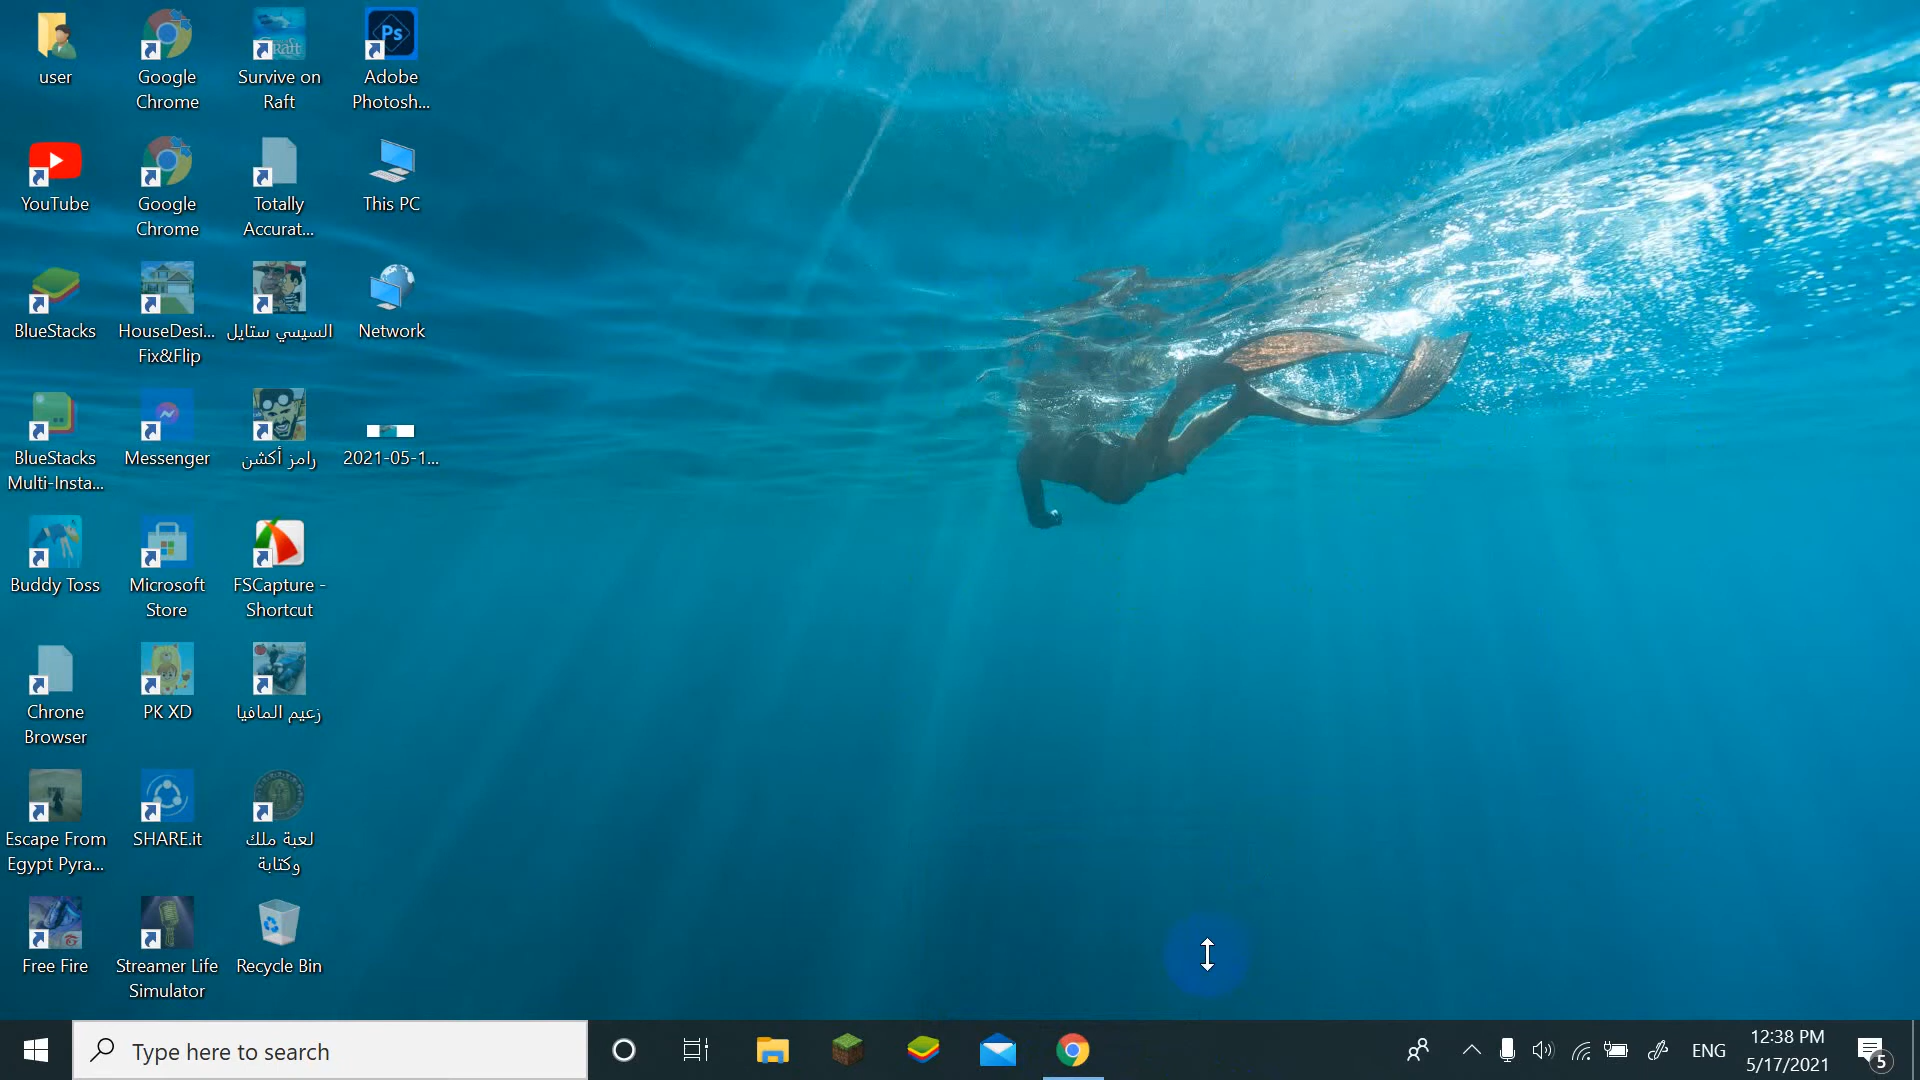 user
Google
Chrome
Survive on
Raft
Ps
Adobe
Photosh...
YouTube
Google
Chrome
Totally
Accurat...
This PC
BlueStacks
HouseDesi...
Fix&Flip
السيسي ستايل
Network
BlueStacks
Multi-Insta...
Messenger
رامز أكشن
2021-05-1...
Buddy Toss
Microsoft
Store
FSCapture -
Shortcut
Chrone
Browser
PK XD
زعيم المافيا
Escape From
Egypt Pyra...
SHARE.it
لعبة ملك
وكتابة
Free Fire
Streamer Life
Simulator
Recycle Bin
Type here to search
ENG
12:38 PM
5/17/2021
5